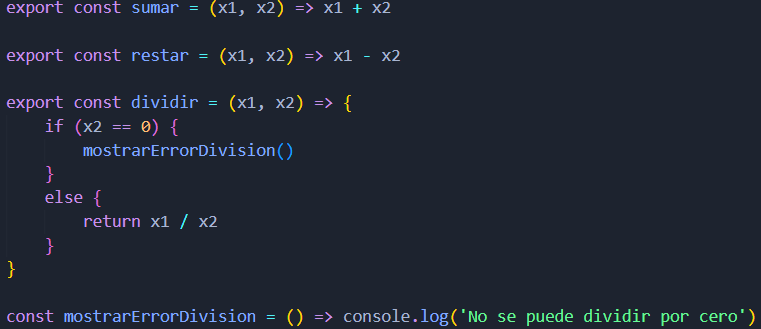 export const sumar = (x1, x2) => x1 + x2
export const restar = (x1, x2) => x1 - x2
export const dividir = (x1, x2) => {
    if (x2 == 0) {
        mostrarErrorDivision()
    }
    else {
        return x1 / x2
    }
}
const mostrarErrorDivision = () => console.log('No se puede dividir por cero')